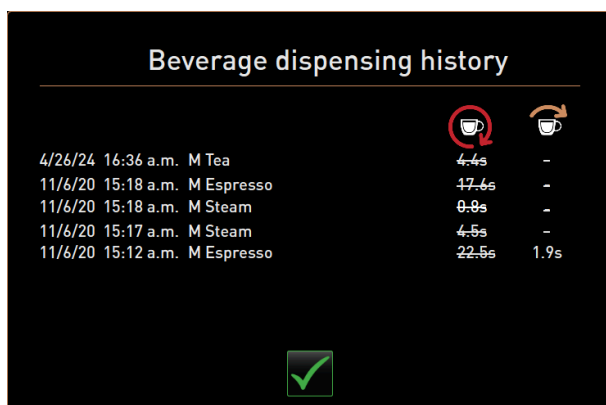 Beverage dispensing history
4/26/24 16:36 a.m. M Tea 4.4s -
11/6/20 15:18 a.m. M Espresso 17.6s -
11/6/20 15:18 a.m. M Steam 0.8s -
11/6/20 15:17 a.m. M Steam 4.5s -
11/6/20 15:12 a.m. M Espresso 22.5s 1.9s